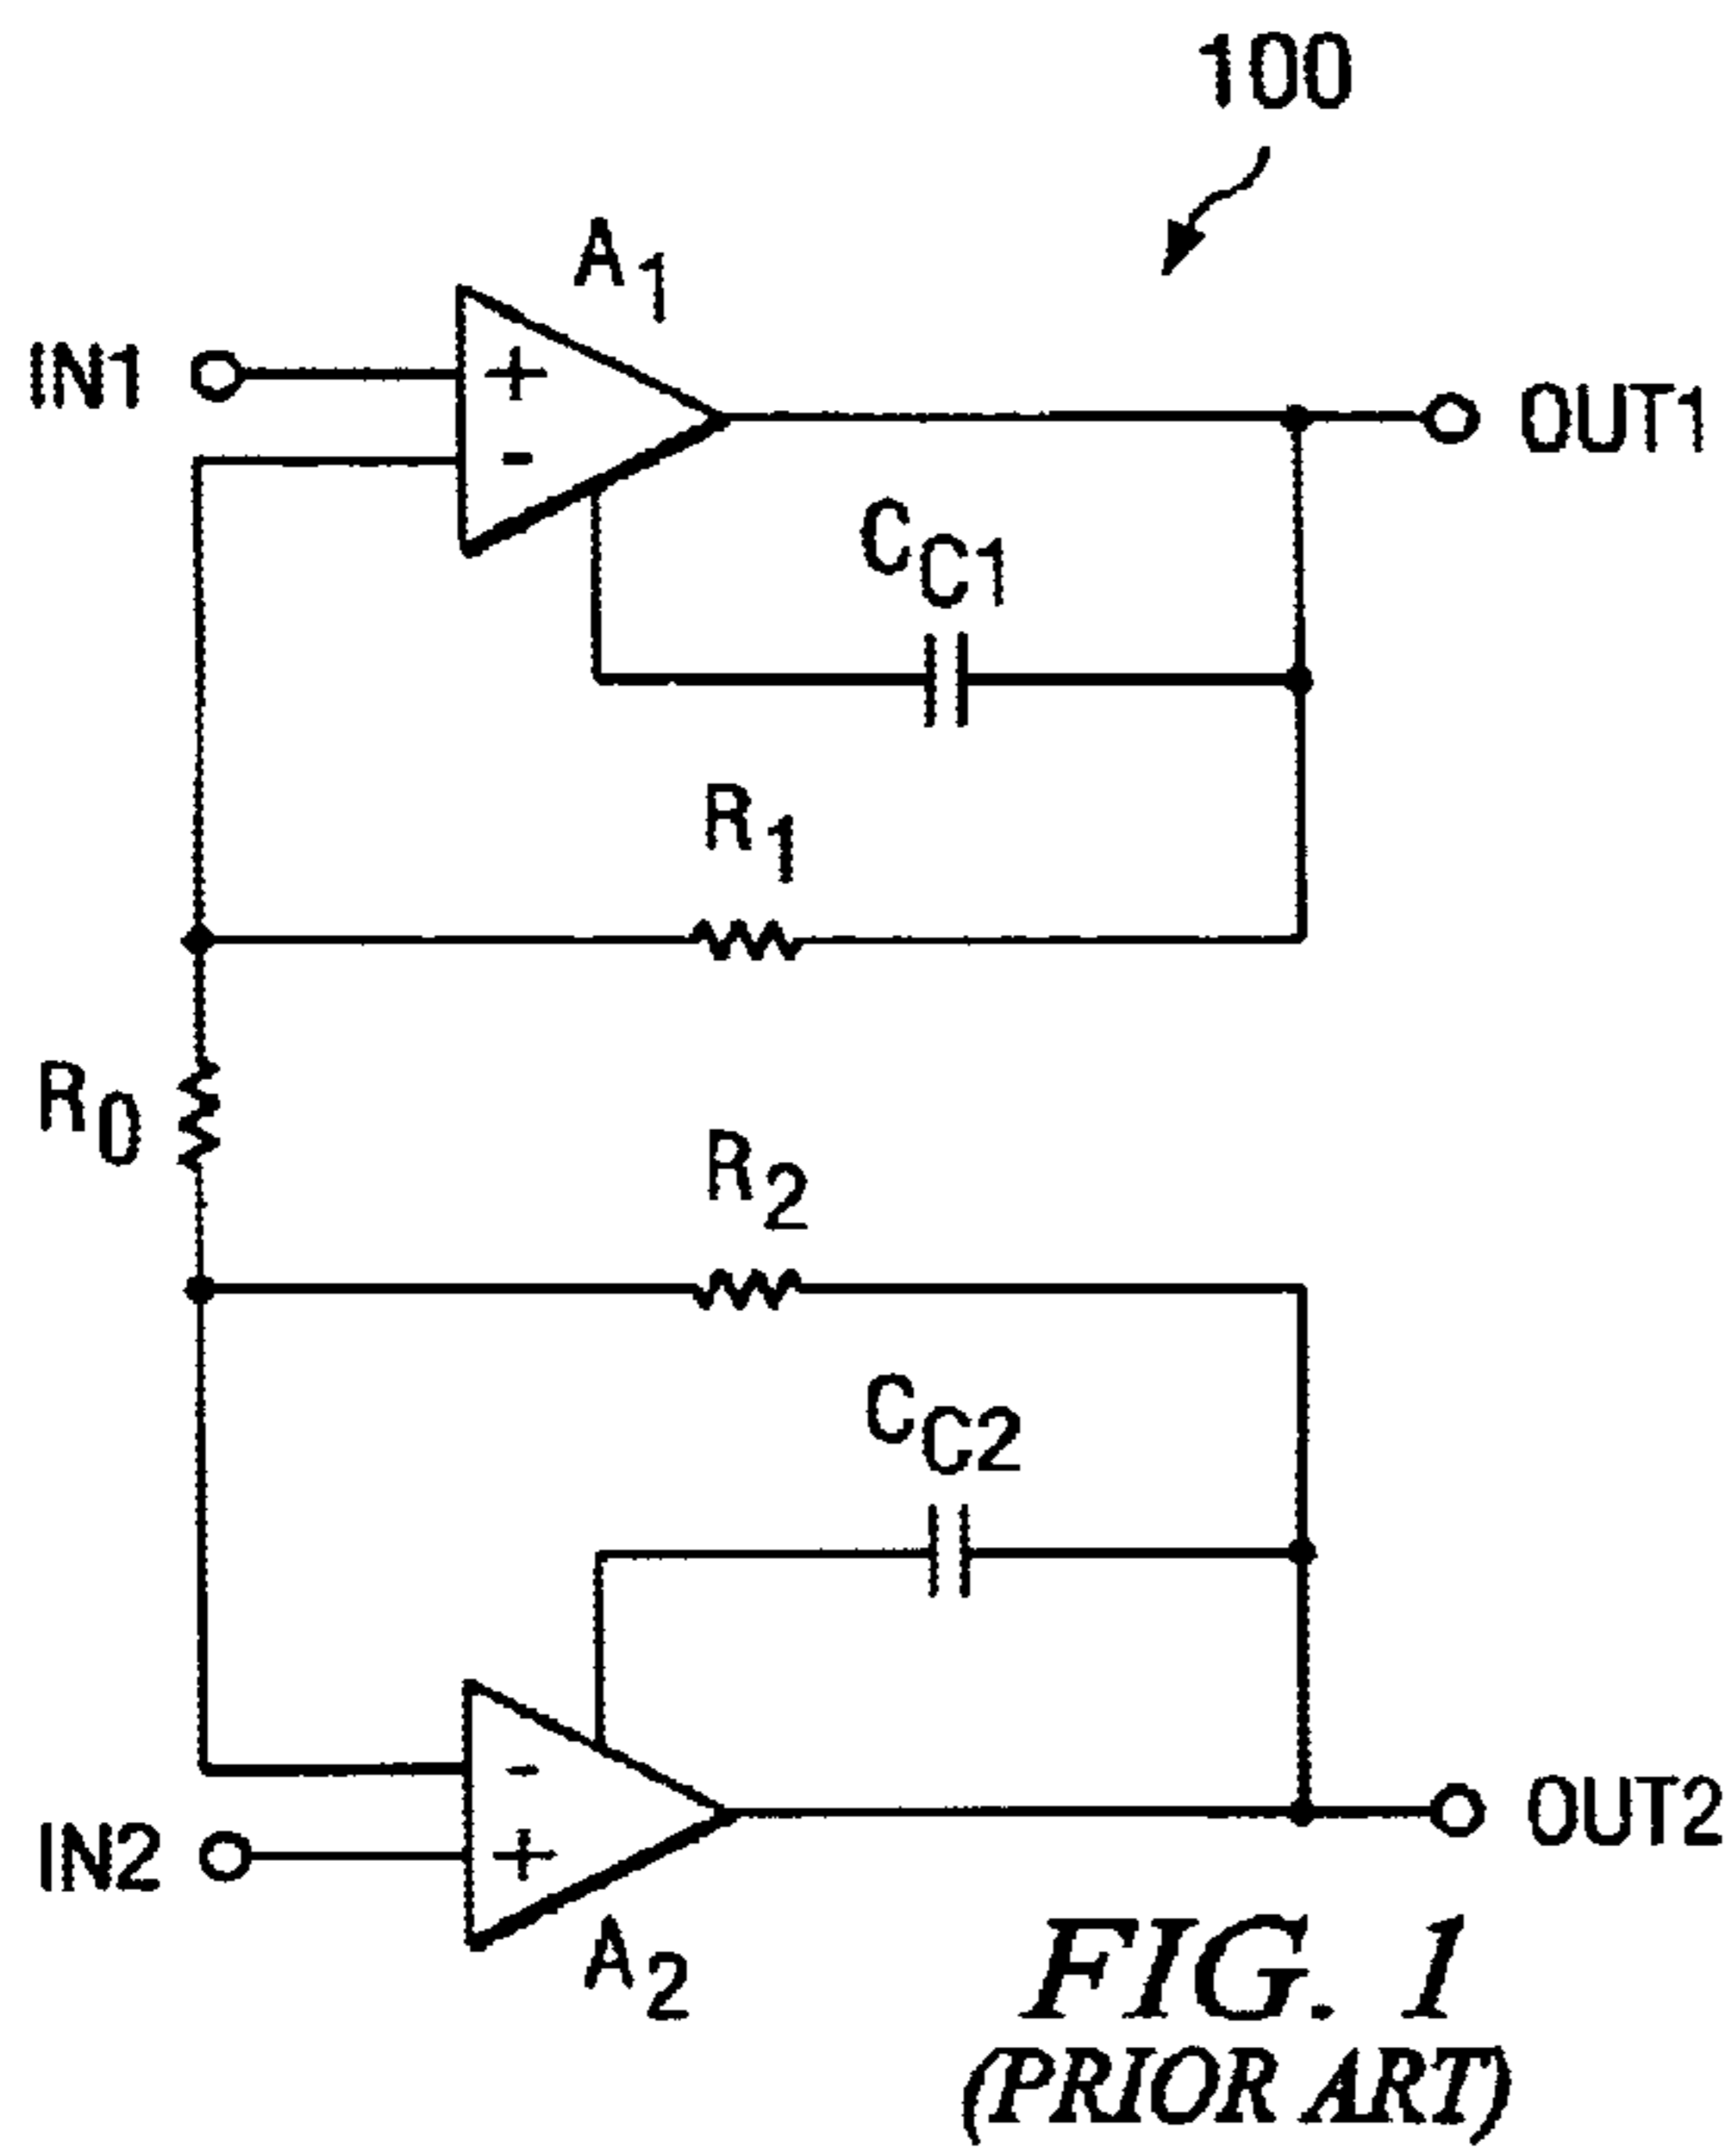 100
A1
IN1
+
-
OUT1
CC1
R1
R0
R2
CC2
-
IN2
+
OUT2
A2
FIG. 1
(PRIOR ART)